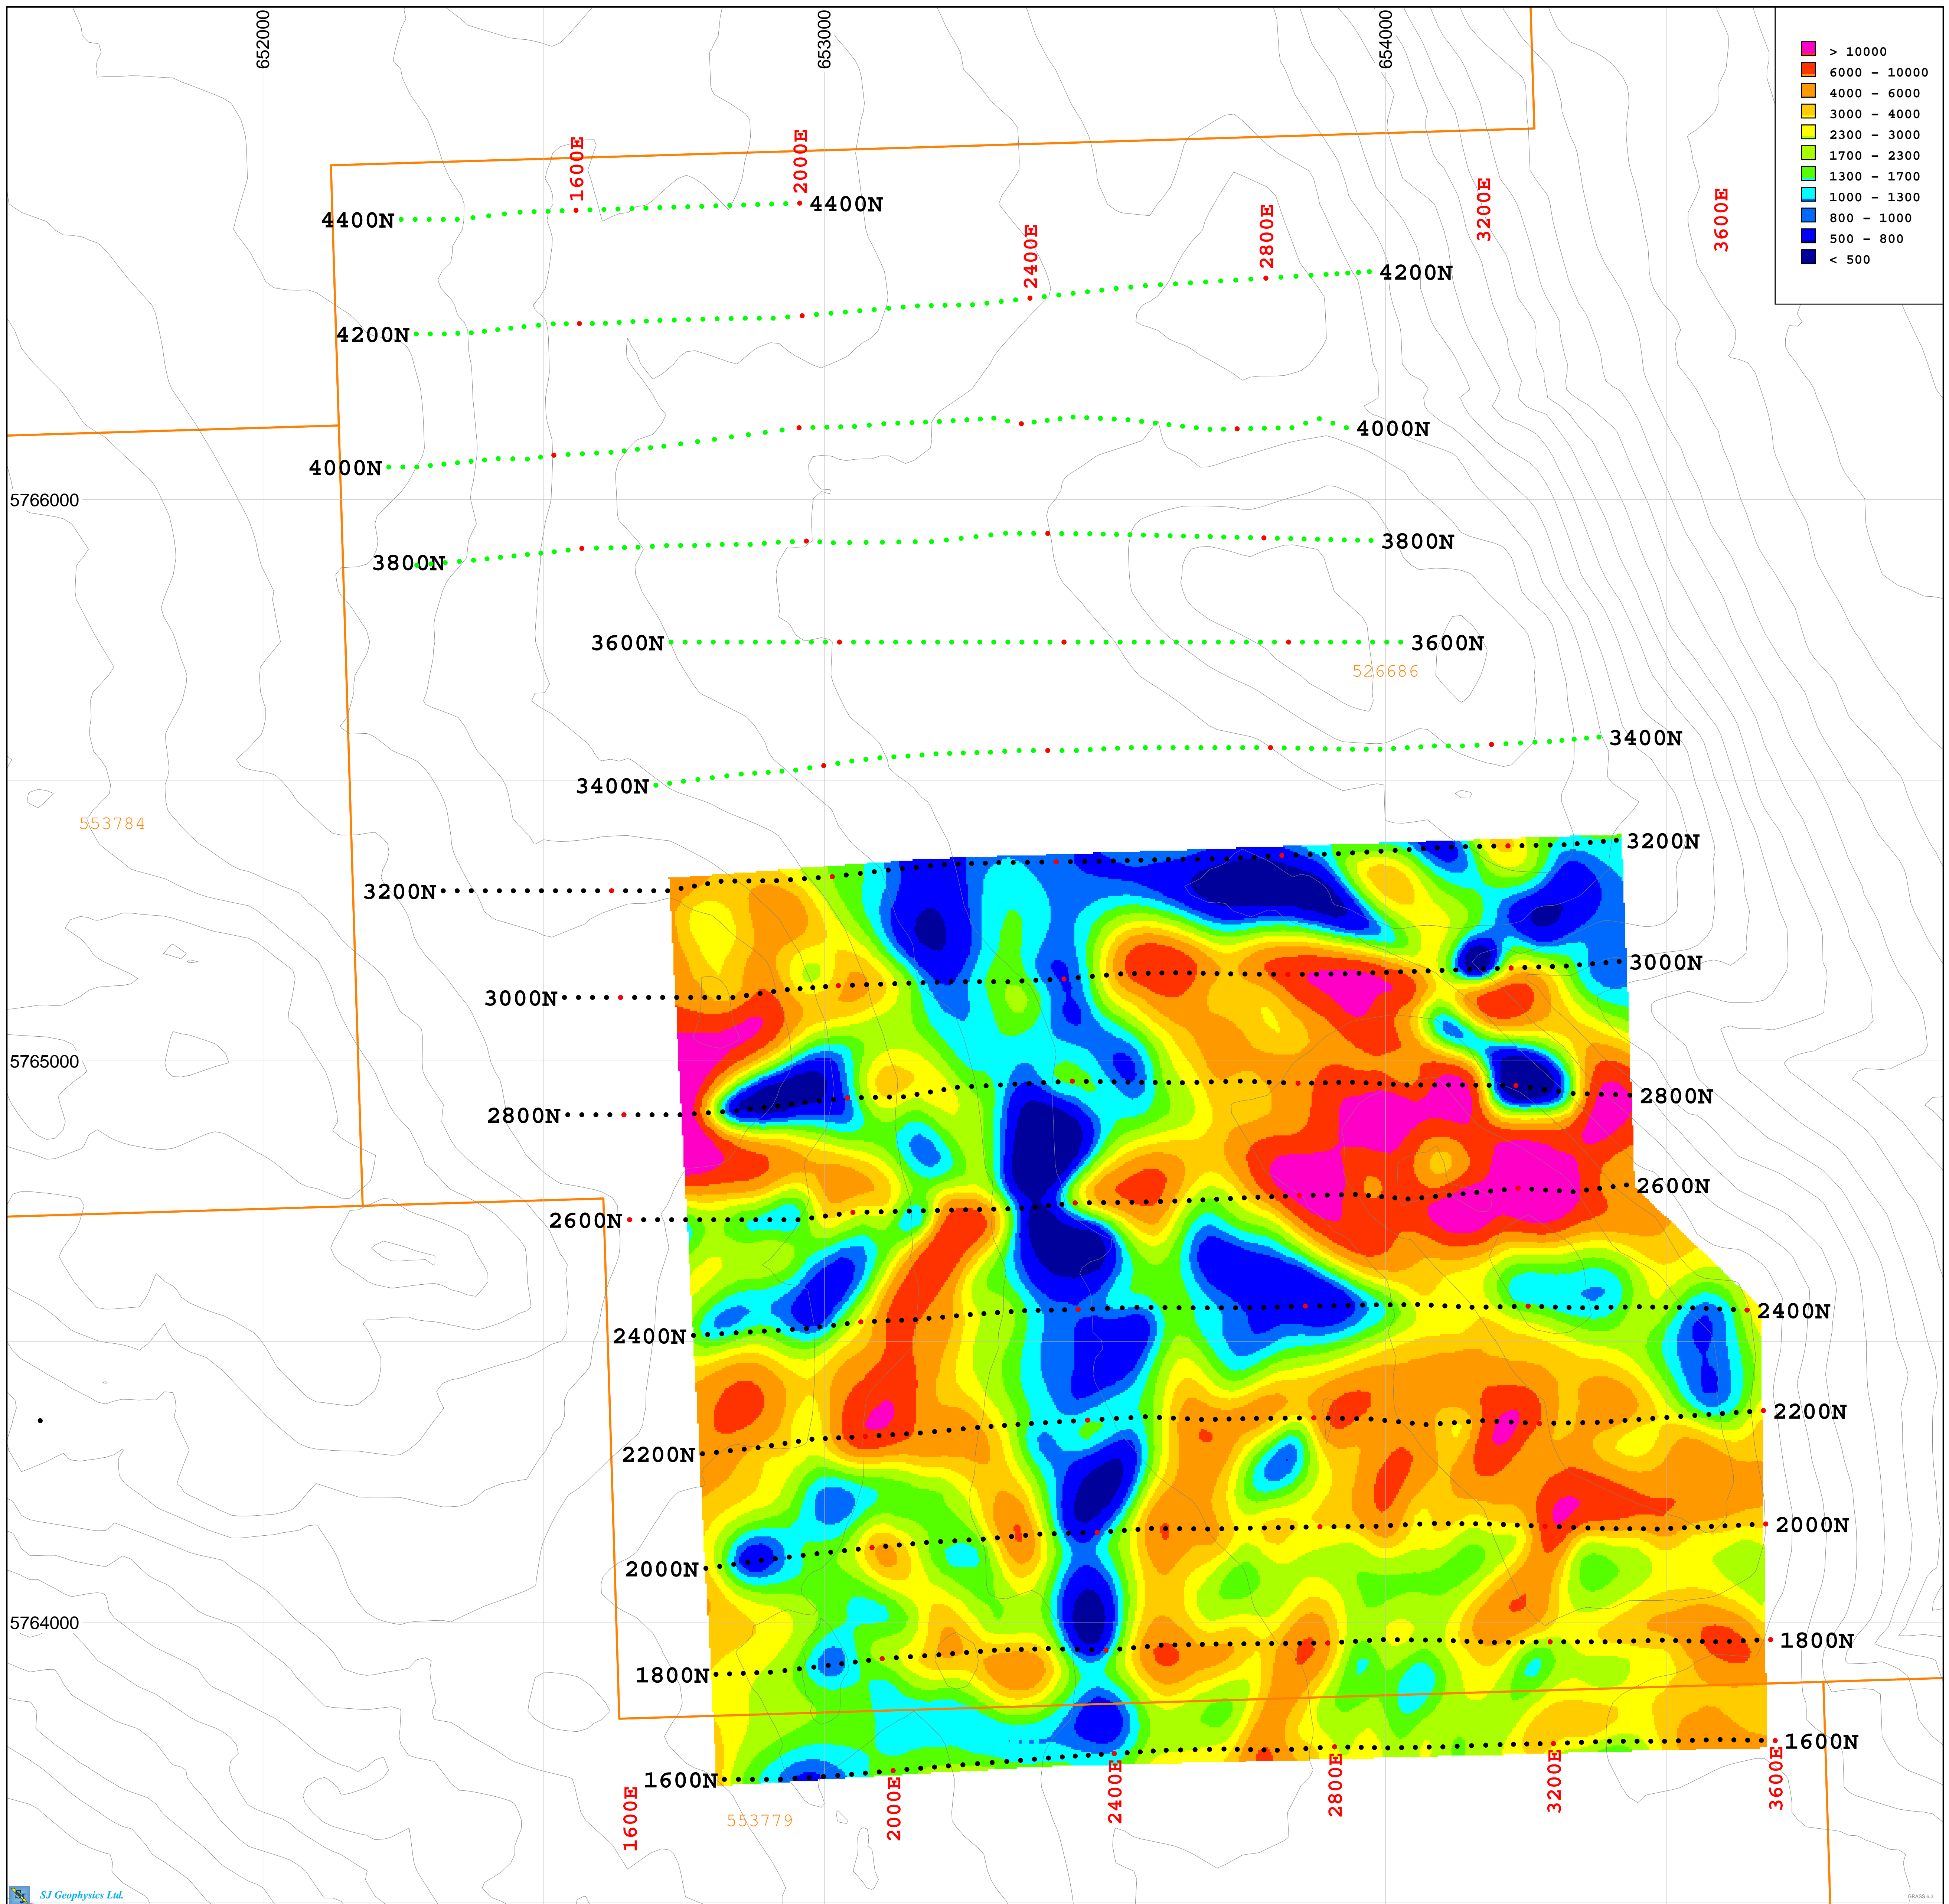 652000
653000
654000
> 10000
6000 - 10000
4000 - 6000
3000 - 4000
2300 - 3000
1700 - 2300
1300 - 1700
1000 - 1300
800 - 1000
500 - 800
< 500
1600E
2000E
2400E
2800E
3200E
3600E
4400N 4400N
4200N 4200N
4000N 4000N
5766000
3800N 3800N
3600N 3600N
526686
3400N 3400N
553784
3200N 3200N
3000N 3000N
5765000
2800N 2800N
2600N 2600N
2400N 2400N
2200N 2200N
2000N 2000N
5764000
1800N 1800N
1600N 1600N
1600E
2000E
2400E
2800E
3200E
3600E
553779
SJ Geophysics Ltd.